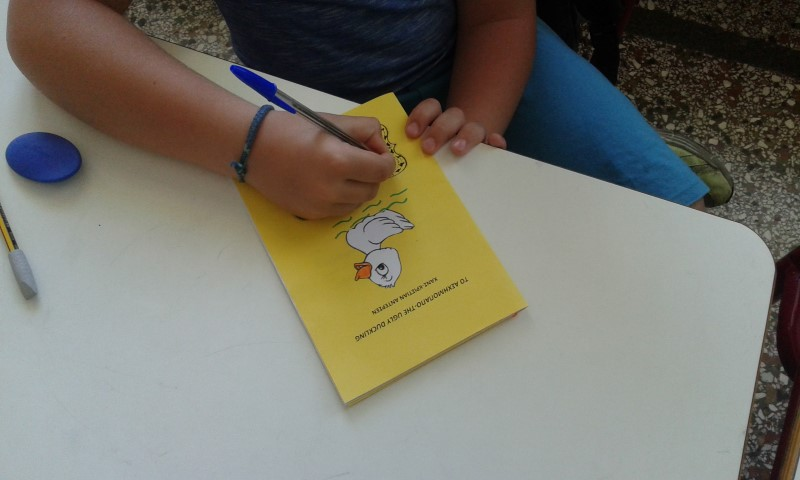 ΤΟ ΑΣΧΗΜΟΠΑΠΟ-THE UGLY DUCKLING
ΧΑΝΣ ΚΡΙΣΤΙΑΝ ΑΝΤΕΡΣΕΝ